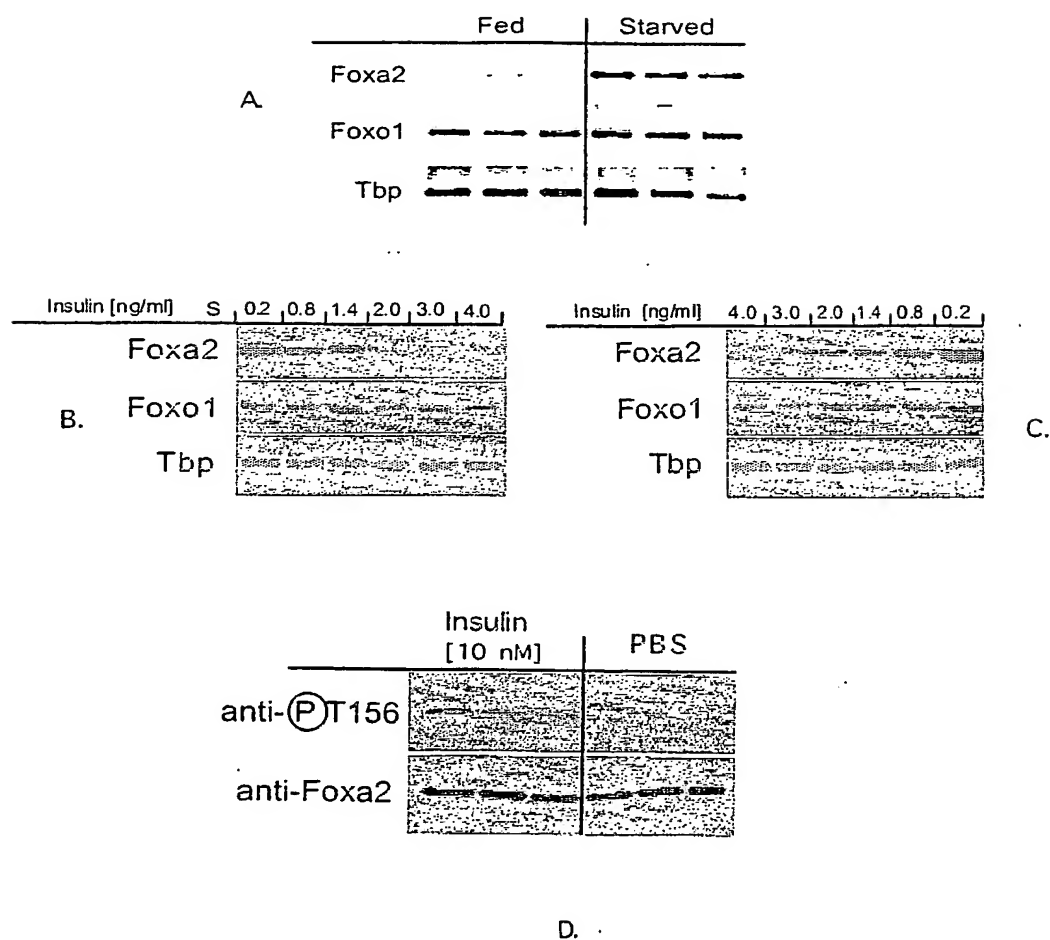 Fed Starved
Foxa2
A.
Foxo1
Tbp
Insulin [ng/ml] S 0.2 0.8 1.4 2.0 3.0 4.0
Foxa2
B.
Foxo1
Tbp
Insulin [ng/ml] 4.0 3.0 2.0 1.4 0.8 0.2
Foxa2
Foxo1
C.
Tbp
Insulin
[10 nM] PBS
anti-ⓅT156
anti-Foxa2
D.